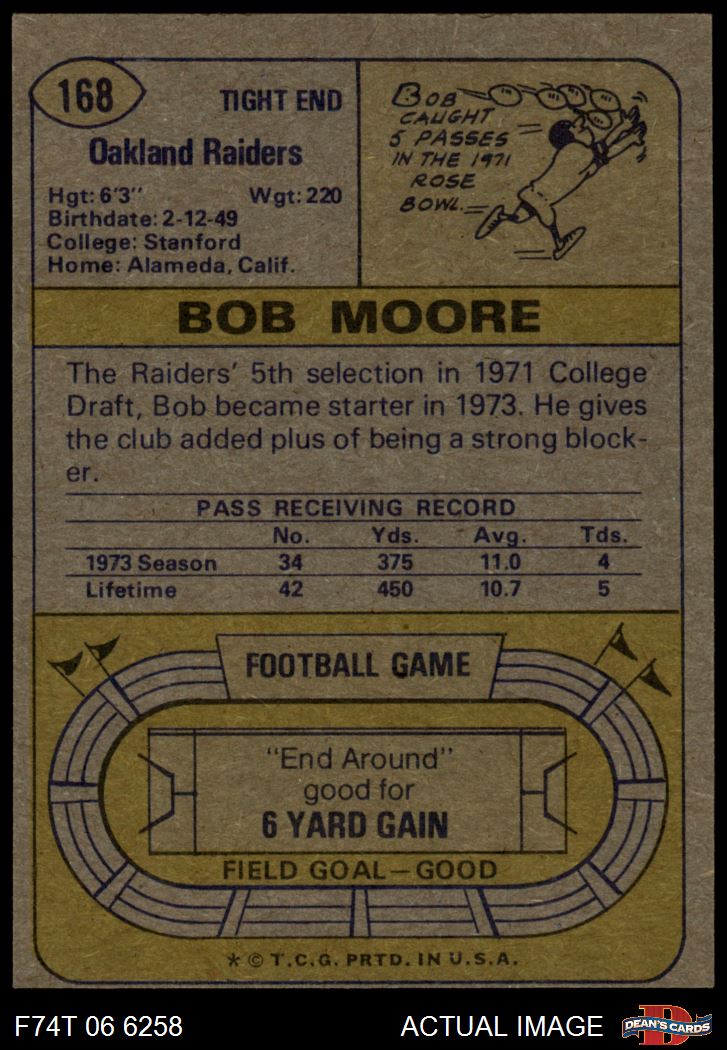 168
TIGHT END
Oakland Raiders
Hgt: 6'3"  Wgt: 220
Birthdate: 2-12-49
College: Stanford
Home: Alameda, Calif.
BOB
CAUGHT
5 PASSES
IN THE 1971
ROSE
BOWL.
BOB MOORE
The Raiders' 5th selection in 1971 College
Draft, Bob became starter in 1973. He gives
the club added plus of being a strong block-
er.
PASS RECEIVING RECORD
No.  Yds.  Avg.  Tds.
1973 Season  34  375  11.0  4
Lifetime  42  450  10.7  5
FOOTBALL GAME
"End Around"
good for
6 YARD GAIN
FIELD GOAL—GOOD
* © T.C.G. PRTD. IN U.S.A.
F74T 06 6258  ACTUAL IMAGE
D
DEAN'S CARDS